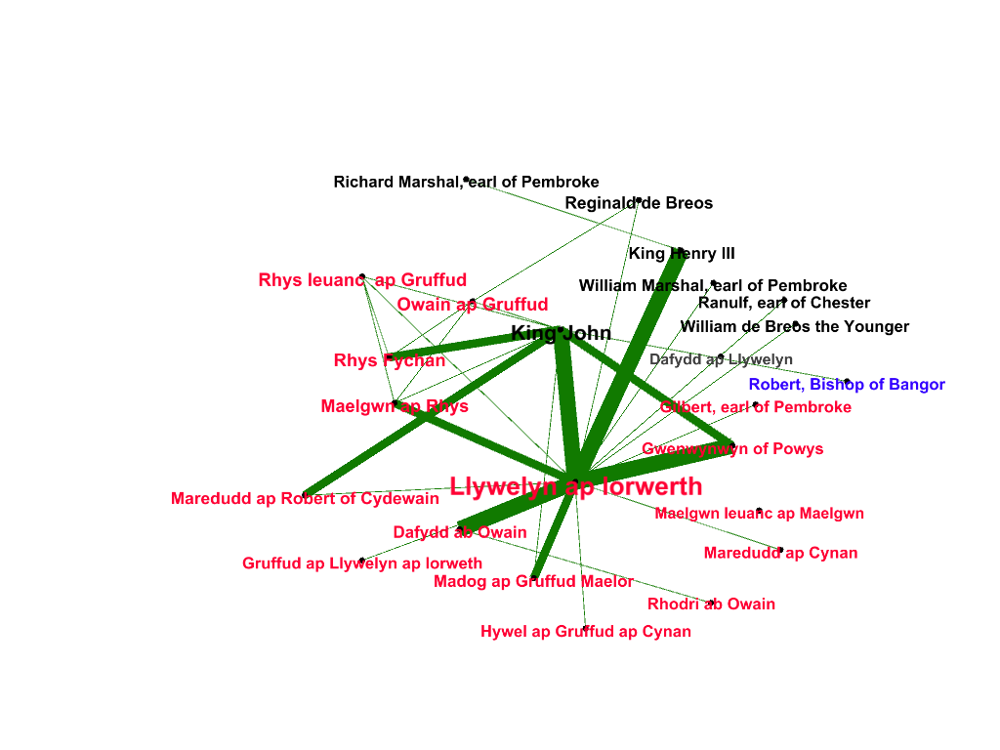 Richard Marshal, earl of Pembroke
Reginald de Breos
King Henry III
Rhys Ieuanc ap Gruffud
William Marshal, earl of Pembroke
Owain ap Gruffud
Ranulf, earl of Chester
William de Breos the Younger
King John
Rhys Fychan
Dafydd ap Llywelyn
Robert, Bishop of Bangor
Maelgwn ap Rhys
Gilbert, earl of Pembroke
Gwenwynwyn of Powys
Llywelyn ap Iorwerth
Maredudd ap Robert of Cydewain
Maelgwn Ieuanc ap Maelgwn
Dafydd ab Owain
Maredudd ap Cynan
Gruffud ap Llywelyn ap Iorweth
Madog ap Gruffud Maelor
Rhodri ab Owain
Hywel ap Gruffud ap Cynan